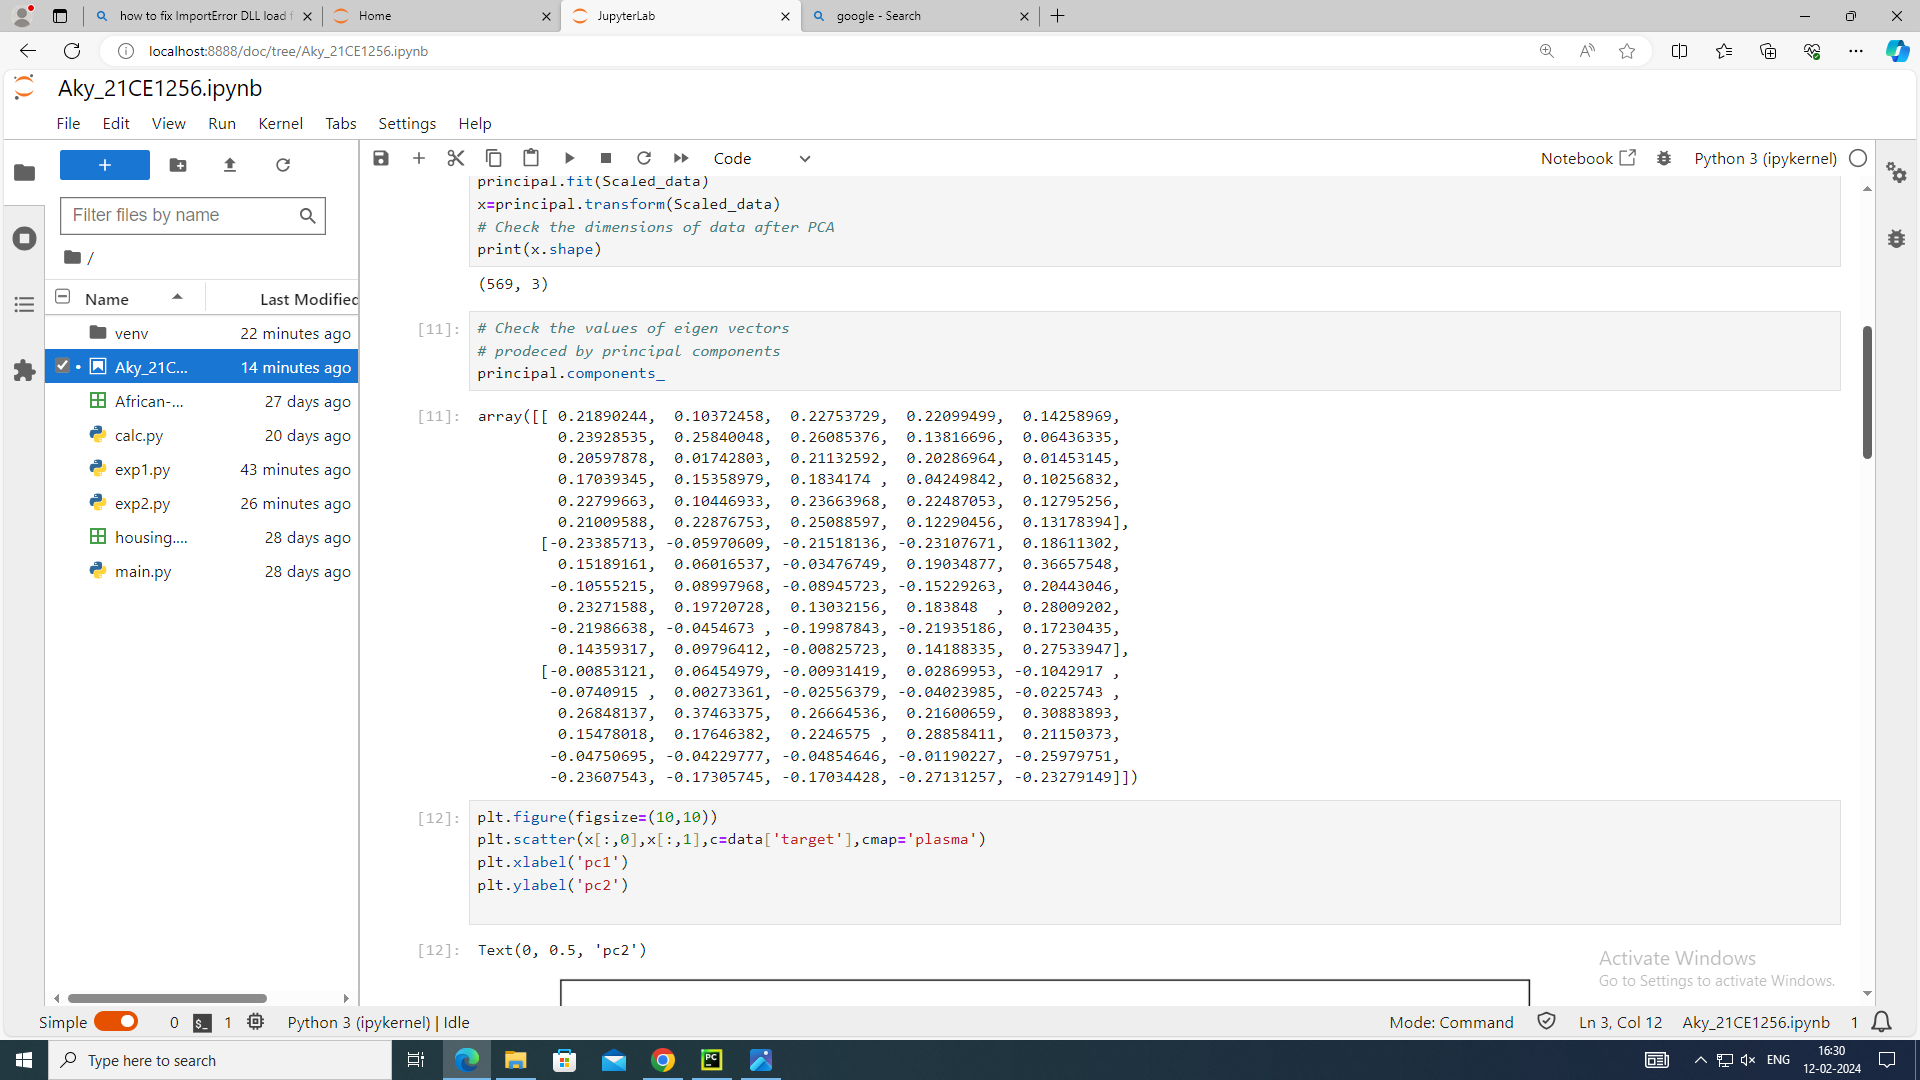 how to fix ImportError DLL load f
Home
JupyterLab
google - Search
localhost:8888/doc/tree/Aky_21CE1256.ipynb
Aky_21CE1256.ipynb
File Edit View Run Kernel Tabs Settings Help
Code
Notebook
Python 3 (ipykernel)
Filter files by name
/
Name Last Modified
venv 22 minutes ago
Aky_21C... 14 minutes ago
African-... 27 days ago
calc.py 20 days ago
exp1.py 43 minutes ago
exp2.py 26 minutes ago
housing.... 28 days ago
main.py 28 days ago
principal.fit(Scaled_data)
x=principal.transform(Scaled_data)
# Check the dimensions of data after PCA
print(x.shape)
(569, 3)
[11]: # Check the values of eigen vectors
# prodeced by principal components
principal.components_
[11]: array([[ 0.21890244, 0.10372458, 0.22753729, 0.22099499, 0.14258969,
0.23928535, 0.25840048, 0.26085376, 0.13816696, 0.06436335,
0.20597878, 0.01742803, 0.21132592, 0.20286964, 0.01453145,
0.17039345, 0.15358979, 0.1834174 , 0.04249842, 0.10256832,
0.22799663, 0.10446933, 0.23663968, 0.22487053, 0.12795256,
0.21009588, 0.22876753, 0.25088597, 0.12290456, 0.13178394],
[-0.23385713, -0.05970609, -0.21518136, -0.23107671, 0.18611302,
0.15189161, 0.06016537, -0.03476749, 0.19034877, 0.36657548,
-0.10555215, 0.08997968, -0.08945723, -0.15229263, 0.20443046,
0.23271588, 0.19720728, 0.13032156, 0.183848 , 0.28009202,
-0.21986638, -0.0454673 , -0.19987843, -0.21935186, 0.17230435,
0.14359317, 0.09796412, -0.00825723, 0.14188335, 0.27533947],
[-0.00853121, 0.06454979, -0.00931419, 0.02869953, -0.1042917 ,
-0.0740915 , 0.00273361, -0.02556379, -0.04023985, -0.0225743 ,
0.26848137, 0.37463375, 0.26664536, 0.21600659, 0.30883893,
0.15478018, 0.17646382, 0.2246575 , 0.28858411, 0.21150373,
-0.04750695, -0.04229777, -0.04854646, -0.01190227, -0.25979751,
-0.23607543, -0.17305745, -0.17034428, -0.27131257, -0.23279149]])
[12]: plt.figure(figsize=(10,10))
plt.scatter(x[:,0],x[:,1],c=data['target'],cmap='plasma')
plt.xlabel('pc1')
plt.ylabel('pc2')
[12]: Text(0, 0.5, 'pc2')
Activate Windows
Go to Settings to activate Windows.
Simple 0 $_ 1 Python 3 (ipykernel) | Idle
Mode: Command Ln 3, Col 12 Aky_21CE1256.ipynb 1
Type here to search
PC
ENG
16:30
12-02-2024